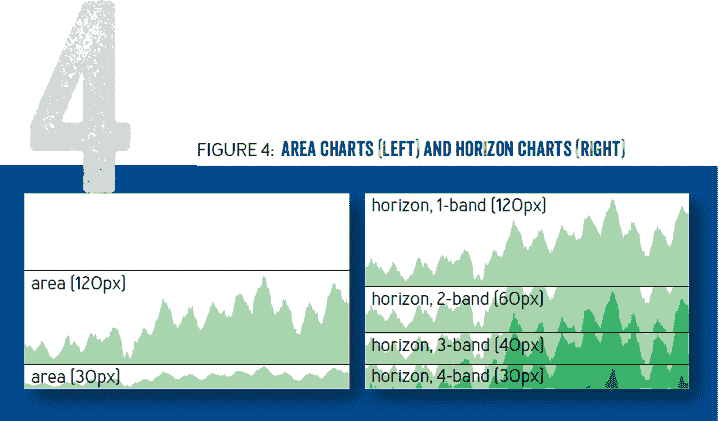 4
FIGURE 4: AREA CHARTS (LEFT) AND HORIZON CHARTS (RIGHT)
area (120px)
area (30px)
horizon, 1-band (120px)
horizon, 2-band (60px)
horizon, 3-band (40px)
horizon, 4-band (30px)